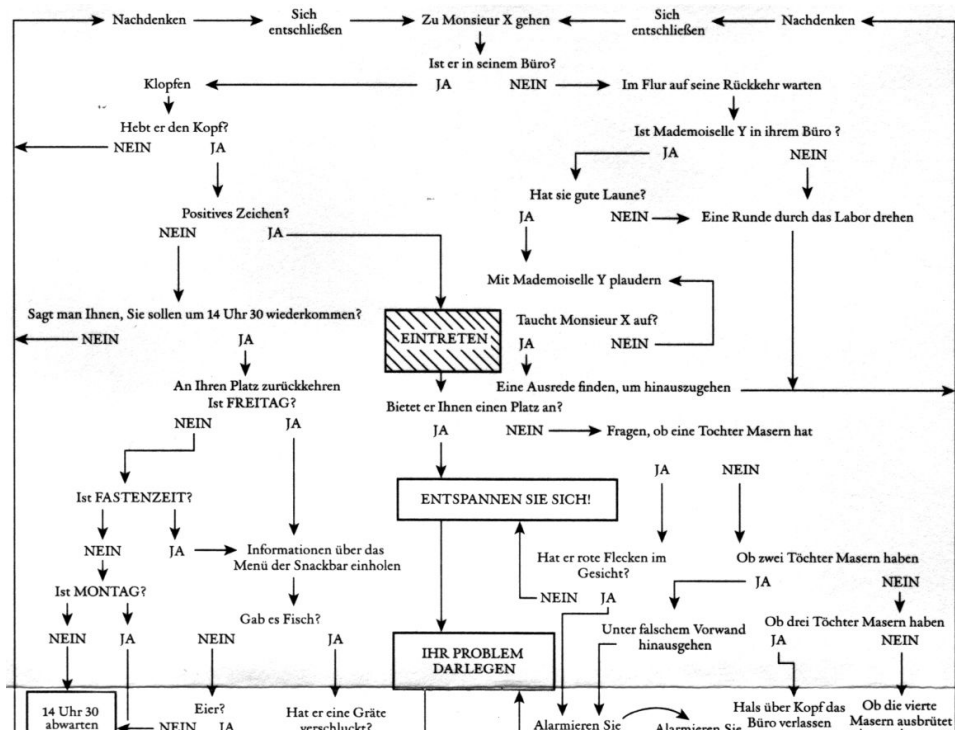 Nachdenken
Sich
entschließen
Zu Monsieur X gehen
Sich
entschließen
Nachdenken
Ist er in seinem Büro?
JA NEIN
Klopfen
Im Flur auf seine Rückkehr warten
Hebt er den Kopf?
NEIN JA
Ist Mademoiselle Y in ihrem Büro ?
JA NEIN
Hat sie gute Laune?
JA NEIN
Eine Runde durch das Labor drehen
Positives Zeichen?
NEIN JA
Mit Mademoiselle Y plaudern
Sagt man Ihnen, Sie sollen um 14 Uhr 30 wiederkommen?
NEIN JA
EINTRETEN
Taucht Monsieur X auf?
JA NEIN
An Ihren Platz zurückkehren
Ist FREITAG?
NEIN JA
Eine Ausrede finden, um hinauszugehen
Bietet er Ihnen einen Platz an?
JA NEIN
Fragen, ob eine Tochter Masern hat
JA NEIN
Ist FASTENZEIT?
NEIN JA
ENTSPANNEN SIE SICH!
Informationen über das
Menü der Snackbar einholen
Hat er rote Flecken im
Gesicht?
NEIN JA
Ob zwei Töchter Masern haben
JA NEIN
Ist MONTAG?
NEIN JA
Gab es Fisch?
NEIN JA
IHR PROBLEM
DARLEGEN
Unter falschem Vorwand
hinausgehen
Ob drei Töchter Masern haben
JA NEIN
14 Uhr 30
abwarten
Eier?
NEIN JA
Hat er eine Gräte
verschluckt?
Alarmieren Sie
Alarmieren Sie
Hals über Kopf das
Büro verlassen
Ob die vierte
Masern ausbrütet